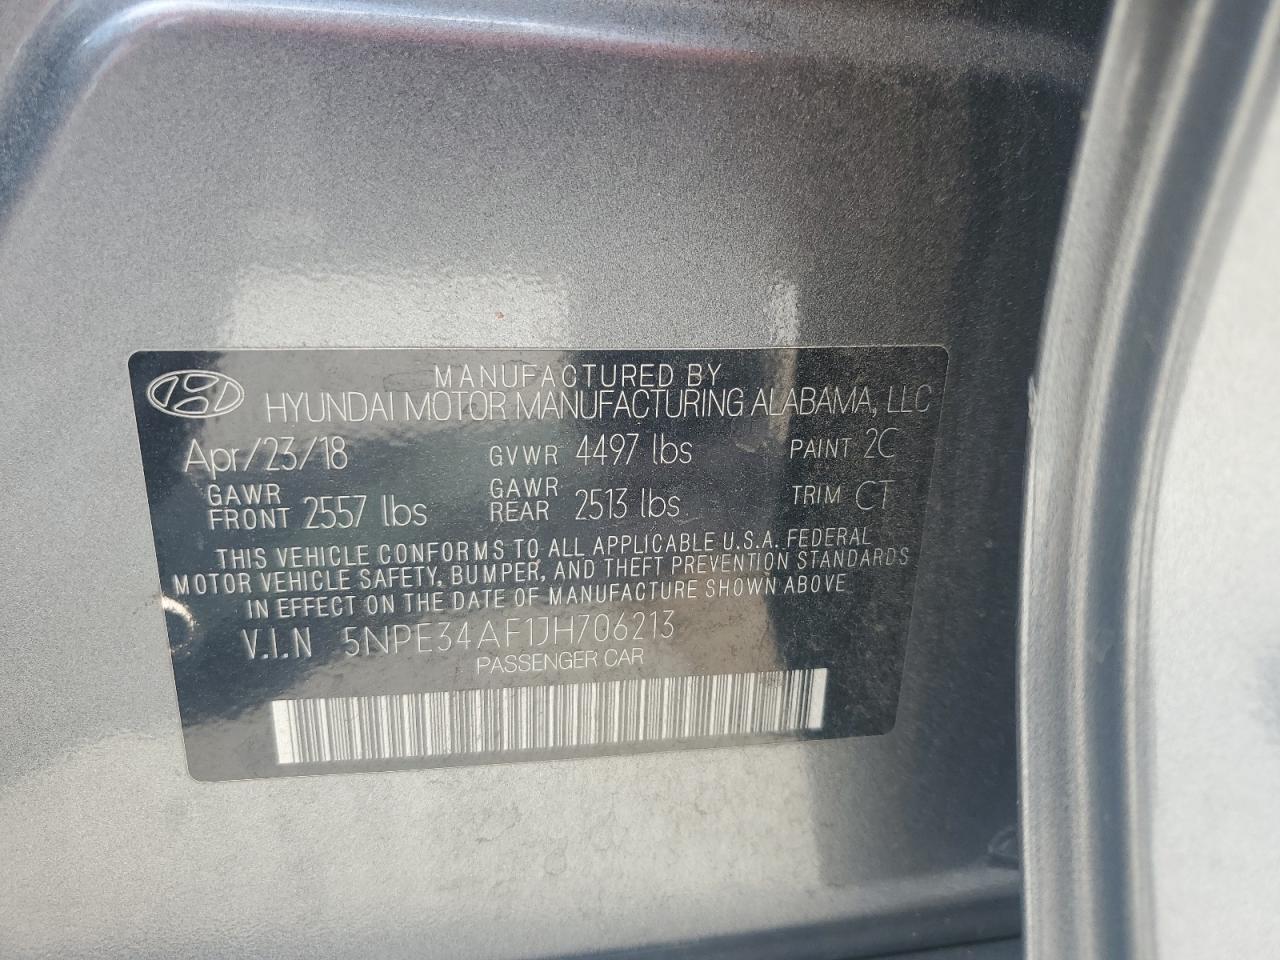 MANUFACTURED BY
HYUNDAI MOTOR MANUFACTURING ALABAMA, LLC
Apr/23/18 GVWR 4497 lbs PAINT 2C
GAWR FRONT 2557 lbs GAWR REAR 2513 lbs TRIM CT
THIS VEHICLE CONFORMS TO ALL APPLICABLE U.S.A. FEDERAL
MOTOR VEHICLE SAFETY, BUMPER, AND THEFT PREVENTION STANDARDS
IN EFFECT ON THE DATE OF MANUFACTURE SHOWN ABOVE
V.I.N 5NPE34AF1JH706213
PASSENGER CAR